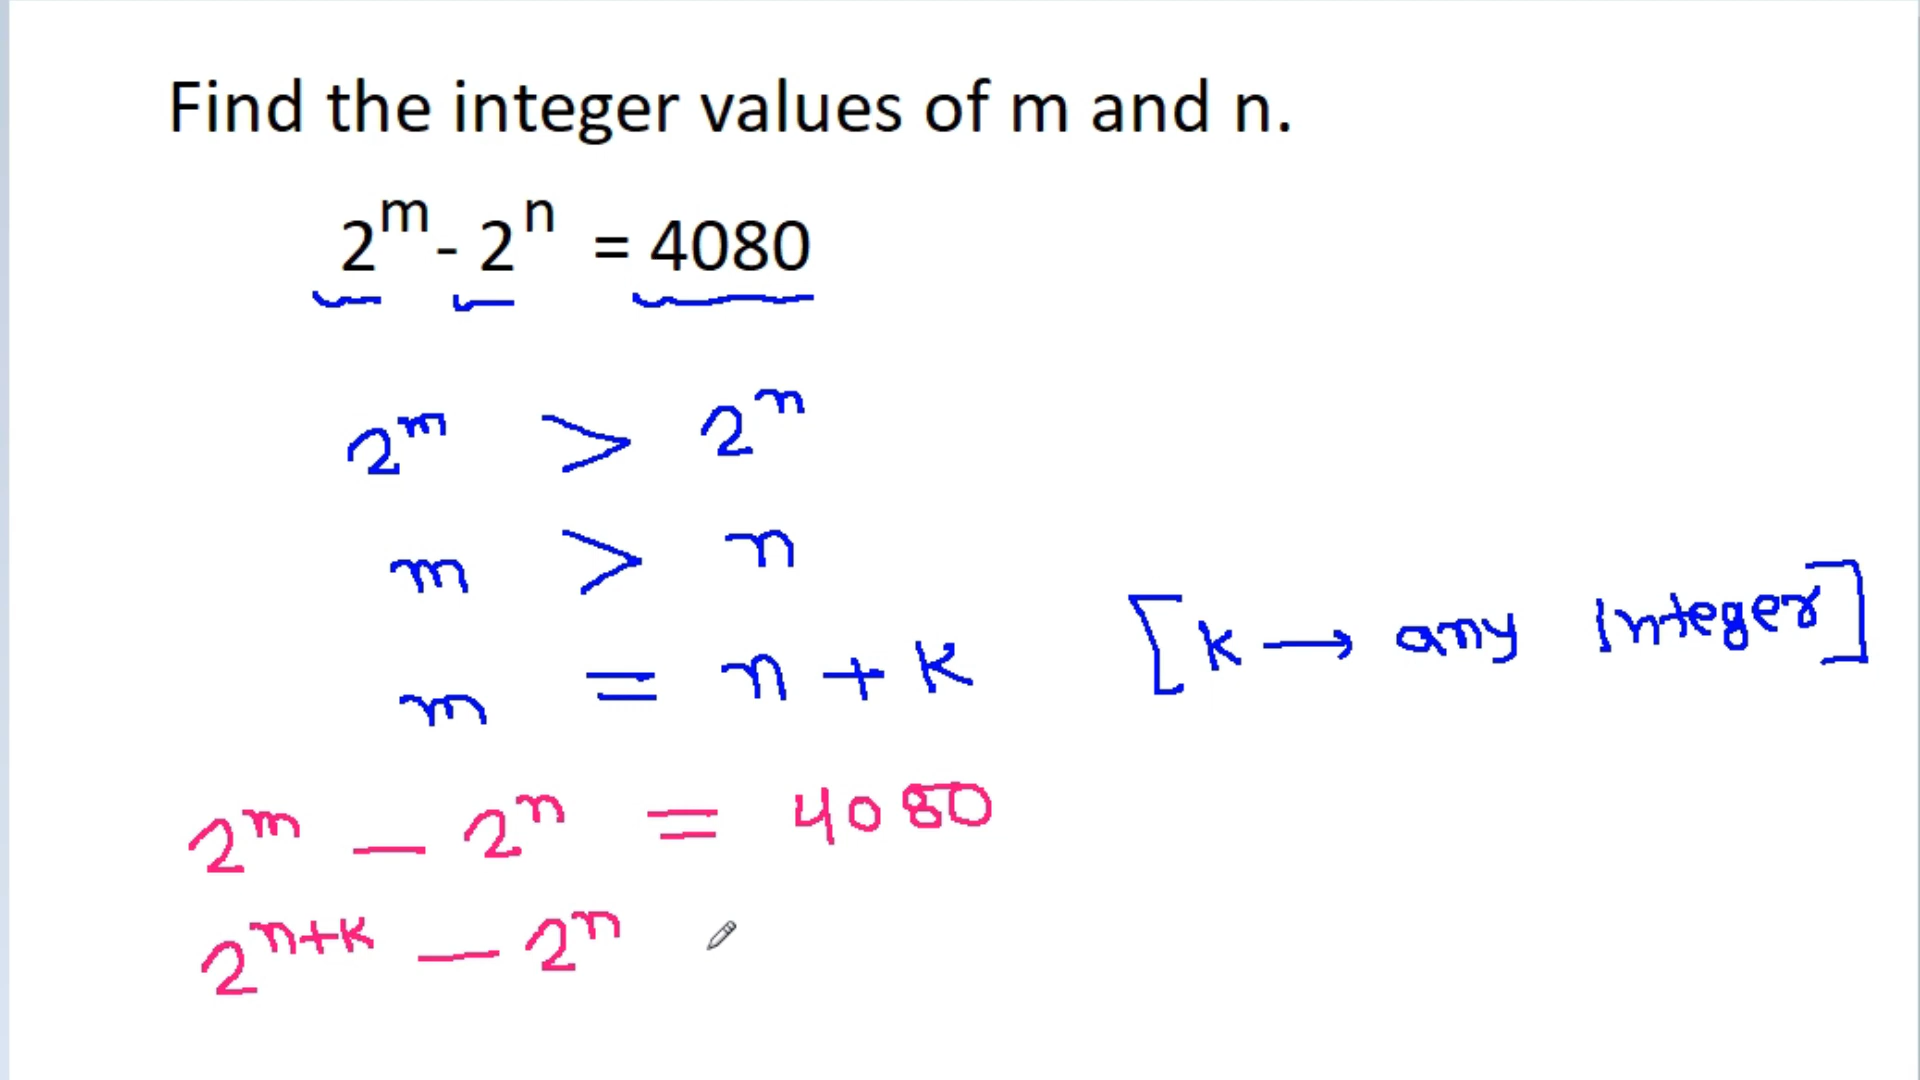 Find the integer values of m and n.
2^m - 2^n = 4080
2^m > 2^n
m > n
m = n + k [k → any Integer]
2^m — 2^n = 4080
2^n+k — 2^n